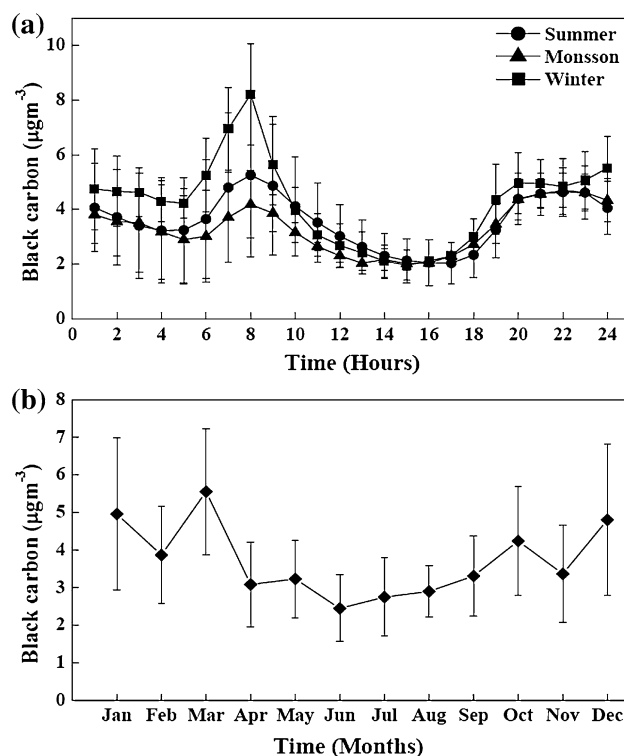 (a)
Summer
Monsson
Winter
Black carbon (μgm⁻³)
10
8
6
4
2
0
0 2 4 6 8 10 12 14 16 18 20 22 24
Time (Hours)
(b)
Black carbon (μgm⁻³)
8
7
6
5
4
3
2
1
0
Jan Feb Mar Apr May Jun Jul Aug Sep Oct Nov Dec
Time (Months)